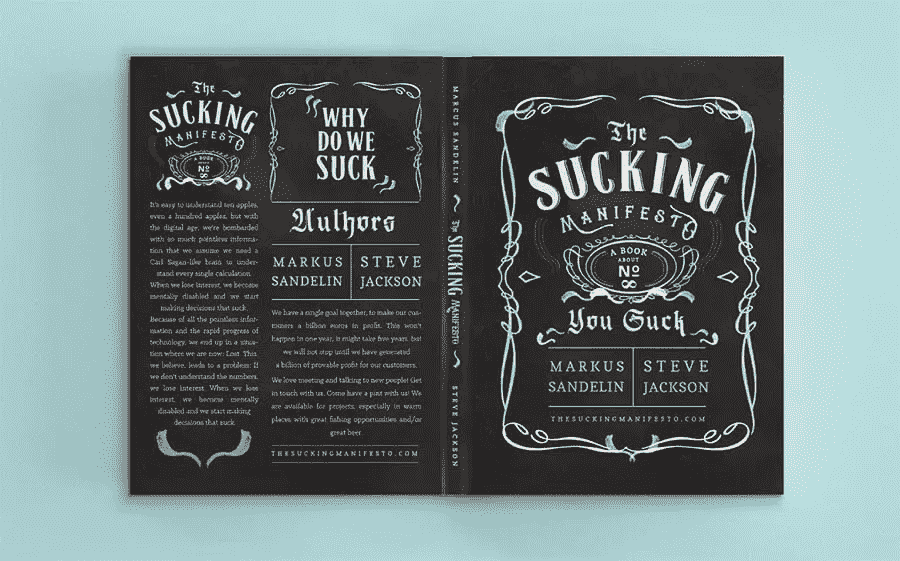 The
SUCKING
MANIFESTO
A BOOK
ABOUT
Nº
∞
It's easy to understand ten apples,
even a hundred apples, but with
the digital age, we're bombarded
with so much pointless informa-
tion that we assume we need a
Carl Sagan-like brain to under-
stand every single calculation.
When we lose interest, we become
mentally disabled and we start
making decisions that suck.
Because of all the pointless infor-
mation and the rapid progress of
technology, we end up in a situa-
tion where we are now: Lost. This,
we believe, leads to a problem: If
we don't understand the numbers,
we lose interest. When we lose
interest, we become mentally
disabled and we start making
decisions that suck.
"WHY
DO WE
SUCK"
Authors
MARKUS SANDELIN
STEVE JACKSON
We have a single goal together, to make our cus-
tomers a billion euros in profit. This won't
happen in one year, it might take five years, but
we will not stop until we have generated
a billion of provable profit for our customers.
We love meeting and talking to new people! Get
in touch with us. Come have a pint with us! We
are available for projects, especially in warm
places with great fishing opportunities and/or
great beer.
THESUCKINGMANIFESTO.COM
MARCUS SANDELIN
The SUCKING MANIFESTO
STEVE JACKSON
The
SUCKING
MANIFESTO
A BOOK
ABOUT
Nº
∞
You Suck
MARKUS SANDELIN
STEVE JACKSON
THESUCKINGMANIFESTO.COM